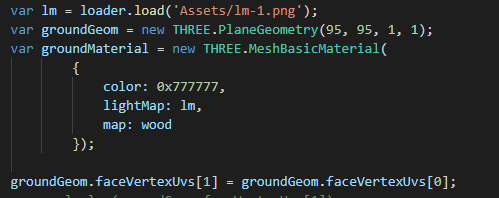 var lm = loader.load('Assets/lm-1.png');
var groundGeom = new THREE.PlaneGeometry(95, 95, 1, 1);
var groundMaterial = new THREE.MeshBasicMaterial(
{
color: 0x777777,
lightMap: lm,
map: wood
});
groundGeom.faceVertexUvs[1] = groundGeom.faceVertexUvs[0];